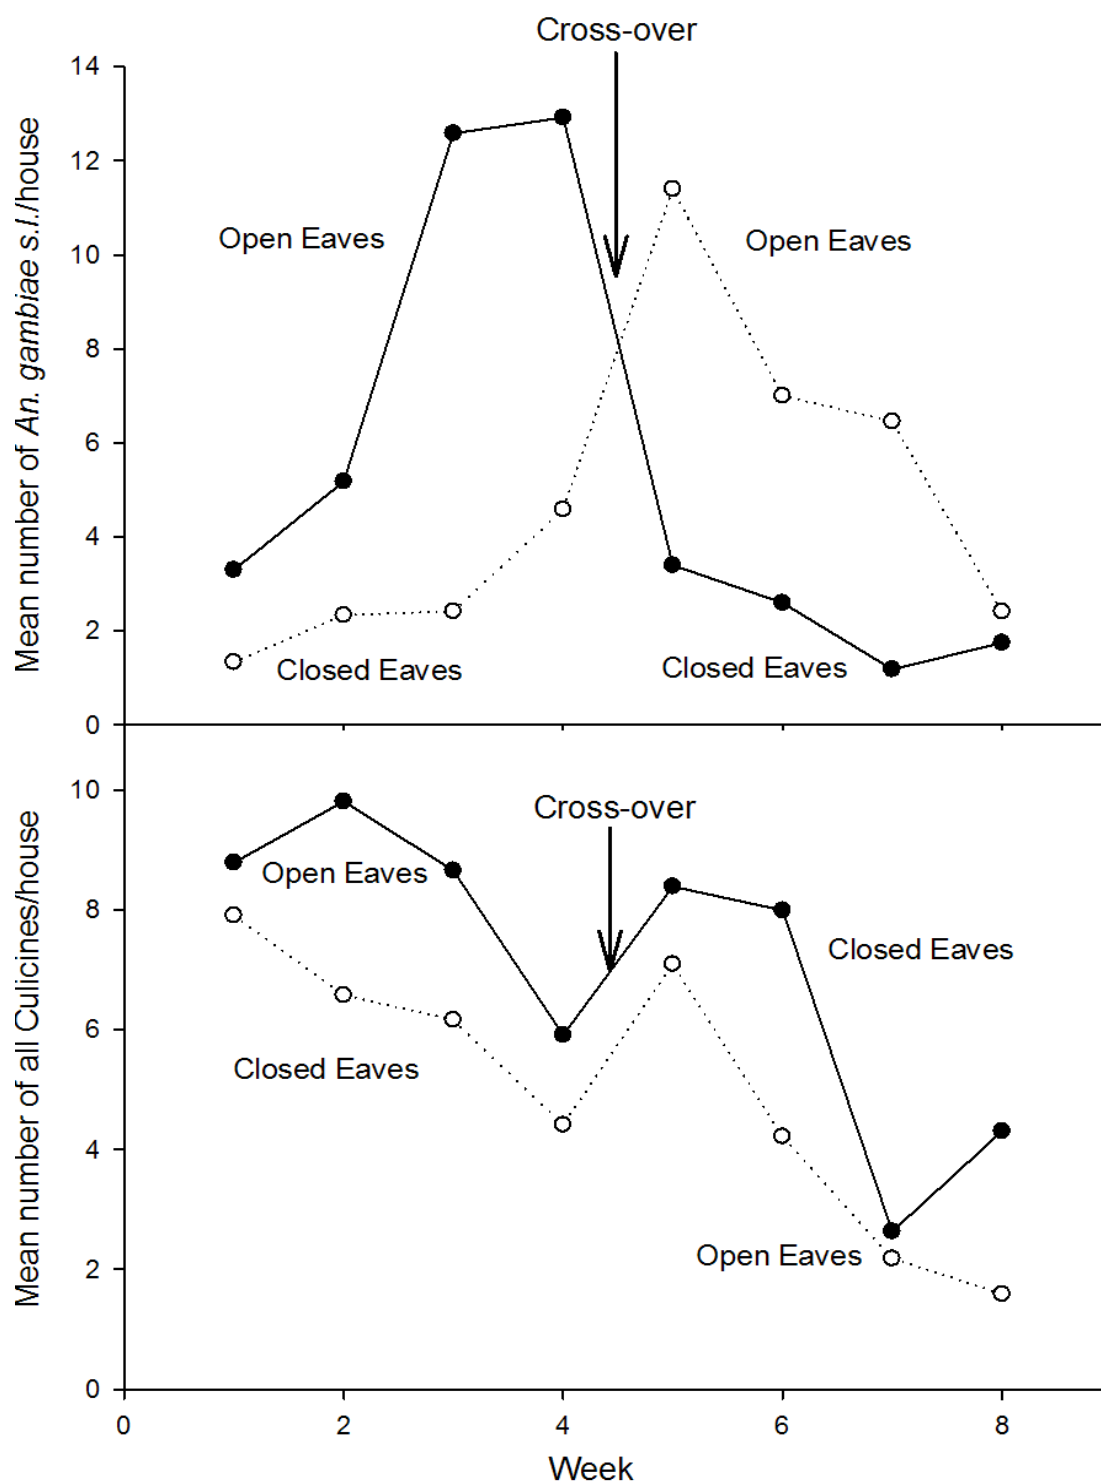 Cross-over
14
12
10
8
6
4
2
0
Mean number of An. gambiae s.l./house
Open Eaves
Open Eaves
Closed Eaves
Closed Eaves
10
8
6
4
2
0
Mean number of all Culicines/house
Cross-over
Open Eaves
Closed Eaves
Closed Eaves
Open Eaves
0 2 4 6 8
Week